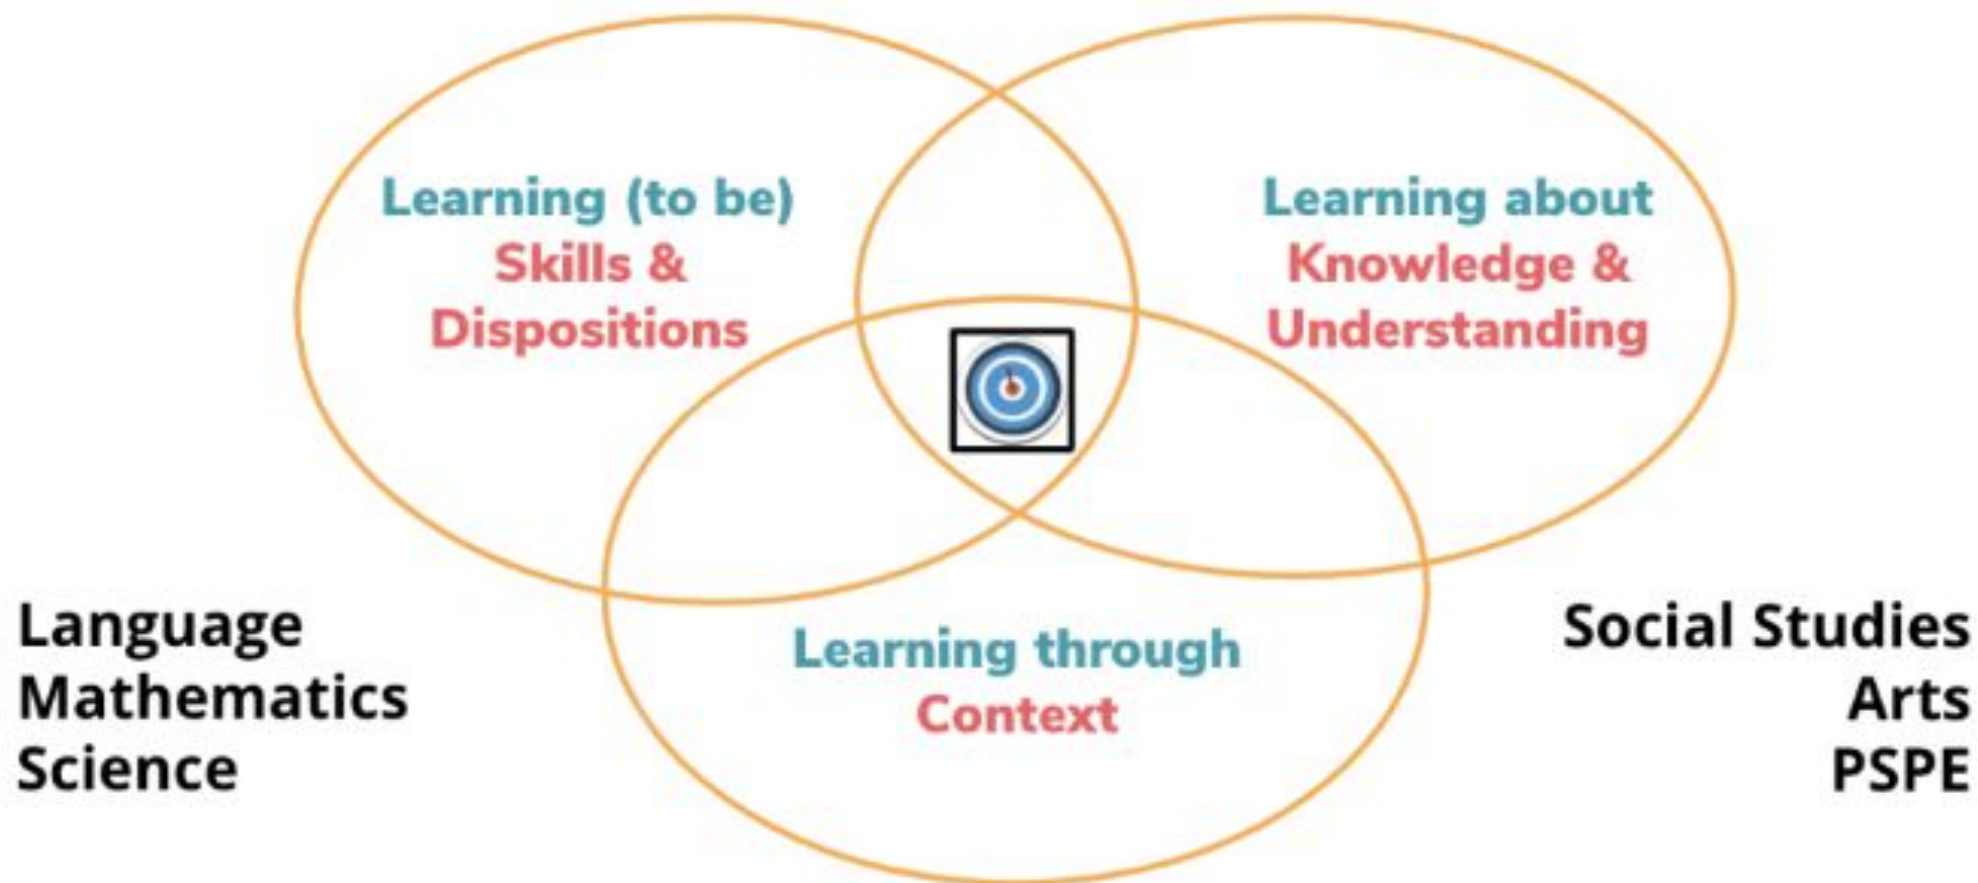 Learning (to be)
Skills &
Dispositions
Learning about
Knowledge &
Understanding
Learning through
Context
Language
Mathematics
Science
Social Studies
Arts
PSPE